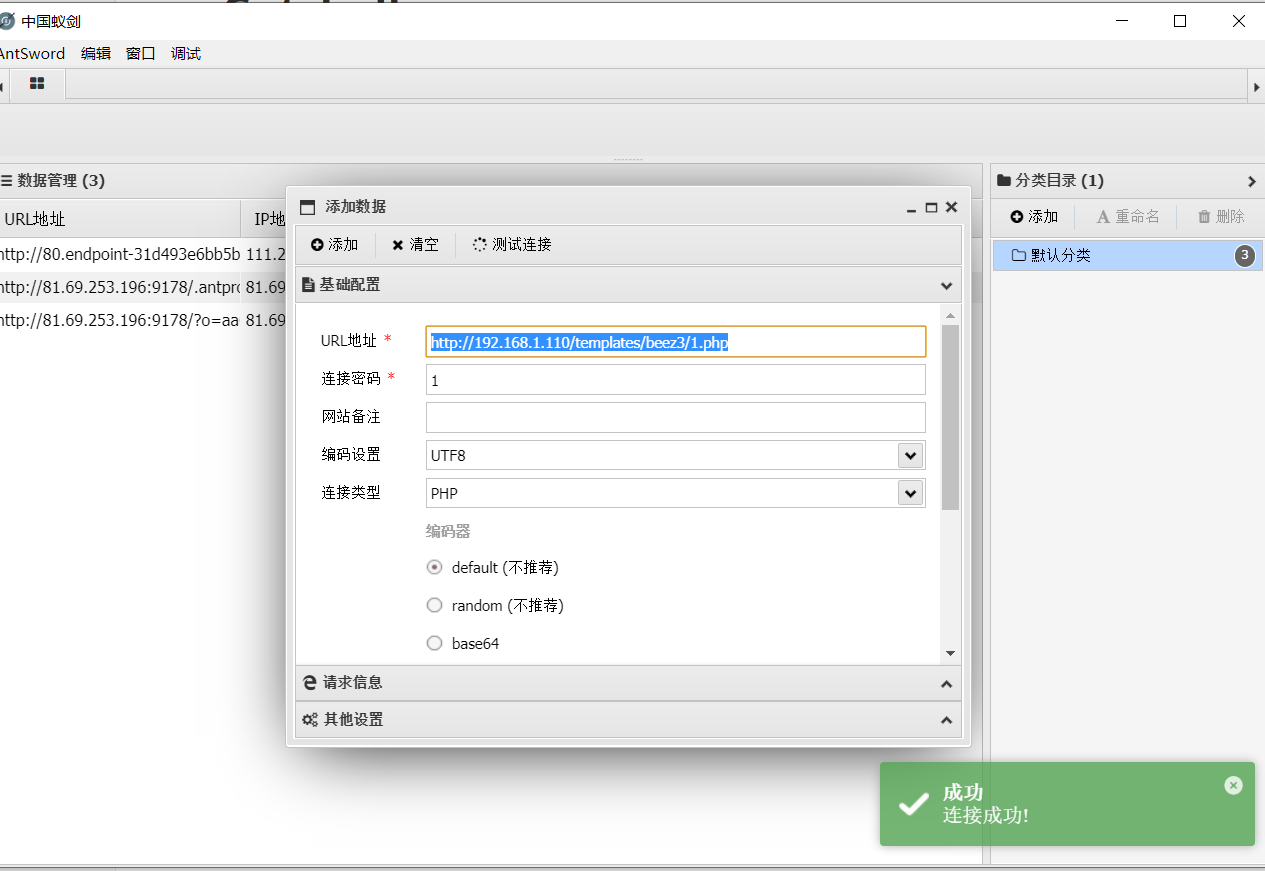 中国蚁剑
AntSword 编辑 窗口 调试
数据管理 (3)
URL地址 IP地
http://80.endpoint-31d493e6bb5b 111.2
http://81.69.253.196:9178/.antpro 81.69
http://81.69.253.196:9178/?o=aa 81.69
添加数据
添加 清空 测试连接
基础配置
URL地址 * http://192.168.1.110/templates/beez3/1.php
连接密码 * 1
网站备注
编码设置 UTF8
连接类型 PHP
编码器
default (不推荐)
random (不推荐)
base64
请求信息
其他设置
分类目录 (1)
添加 重命名 删除
默认分类 3
成功
连接成功!